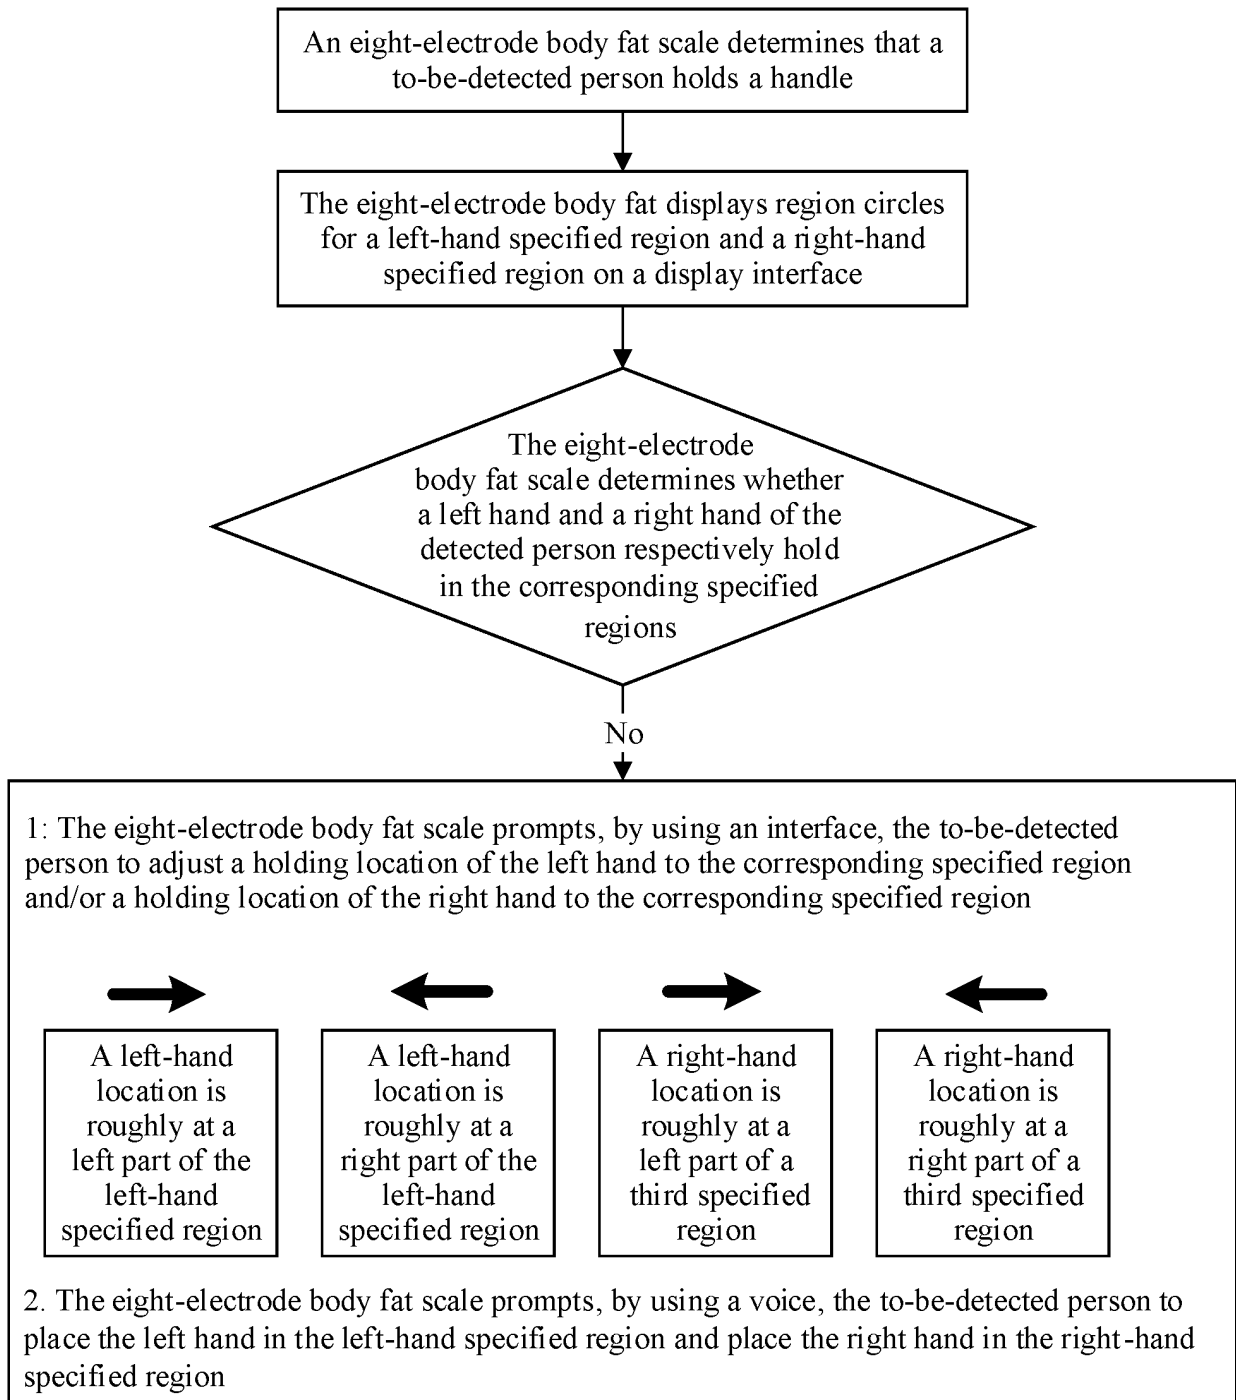 An eight-electrode body fat scale determines that a
to-be-detected person holds a handle
The eight-electrode body fat displays region circles
for a left-hand specified region and a right-hand
specified region on a display interface
The eight-electrode
body fat scale determines whether
a left hand and a right hand of the
detected person respectively hold
in the corresponding specified
regions
No
1: The eight-electrode body fat scale prompts, by using an interface, the to-be-detected
person to adjust a holding location of the left hand to the corresponding specified region
and/or a holding location of the right hand to the corresponding specified region
A left-hand
location is
roughly at a
left part of the
left-hand
specified region
A left-hand
location is
roughly at a
right part of the
left-hand
specified region
A right-hand
location is
roughly at a
left part of a
third specified
region
A right-hand
location is
roughly at a
right part of a
third specified
region
2. The eight-electrode body fat scale prompts, by using a voice, the to-be-detected person to
place the left hand in the left-hand specified region and place the right hand in the right-hand
specified region